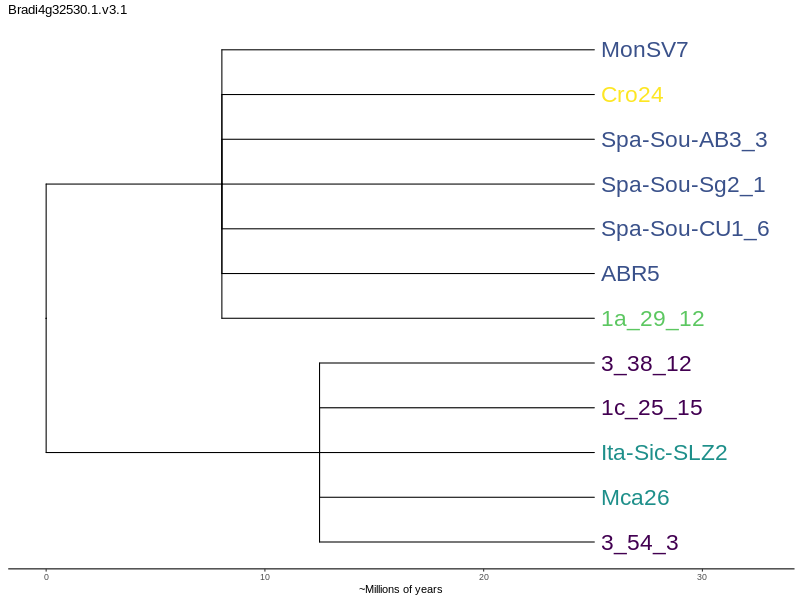 Bradi4g32530.1.v3.1
MonSV7
Cro24
Spa-Sou-AB3_3
Spa-Sou-Sg2_1
Spa-Sou-CU1_6
ABR5
1a_29_12
3_38_12
1c_25_15
Ita-Sic-SLZ2
Mca26
3_54_3
0 10 20 30
~Millions of years